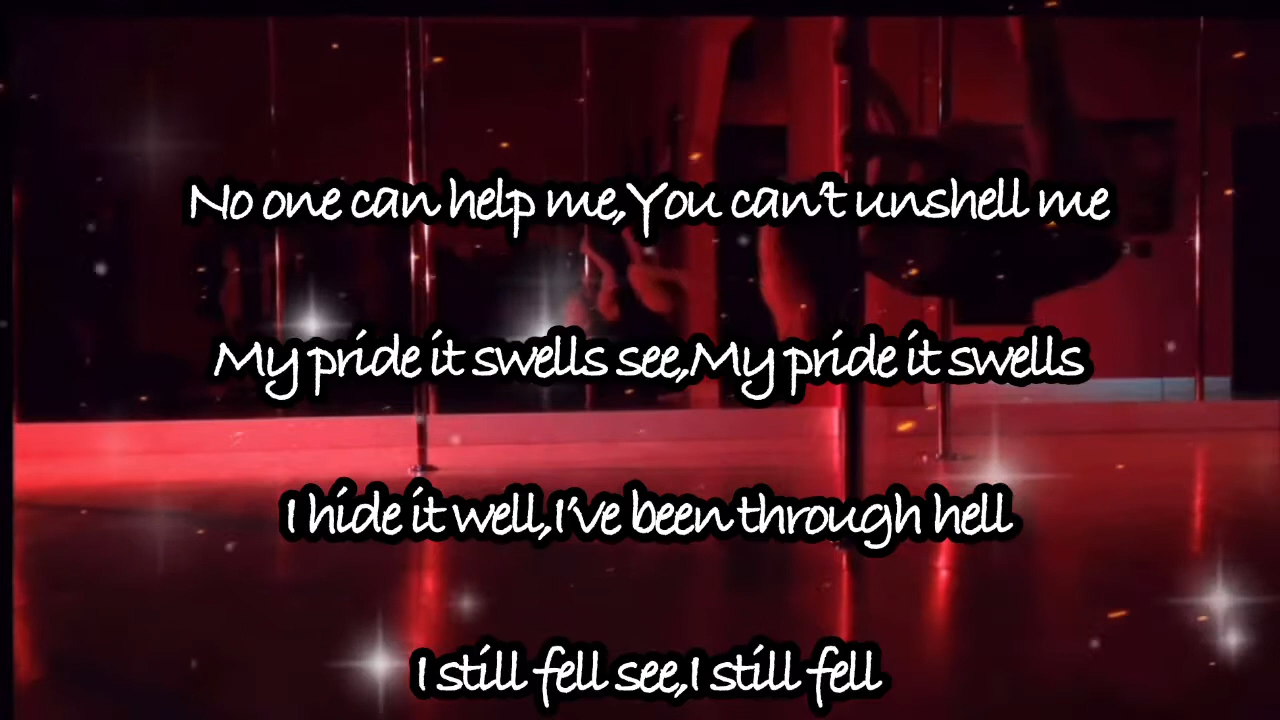 No one can help me,You can't unshell me
My pride it swells see,My pride it swells
I hide it well,I've been through hell
I still fell see,I still fell